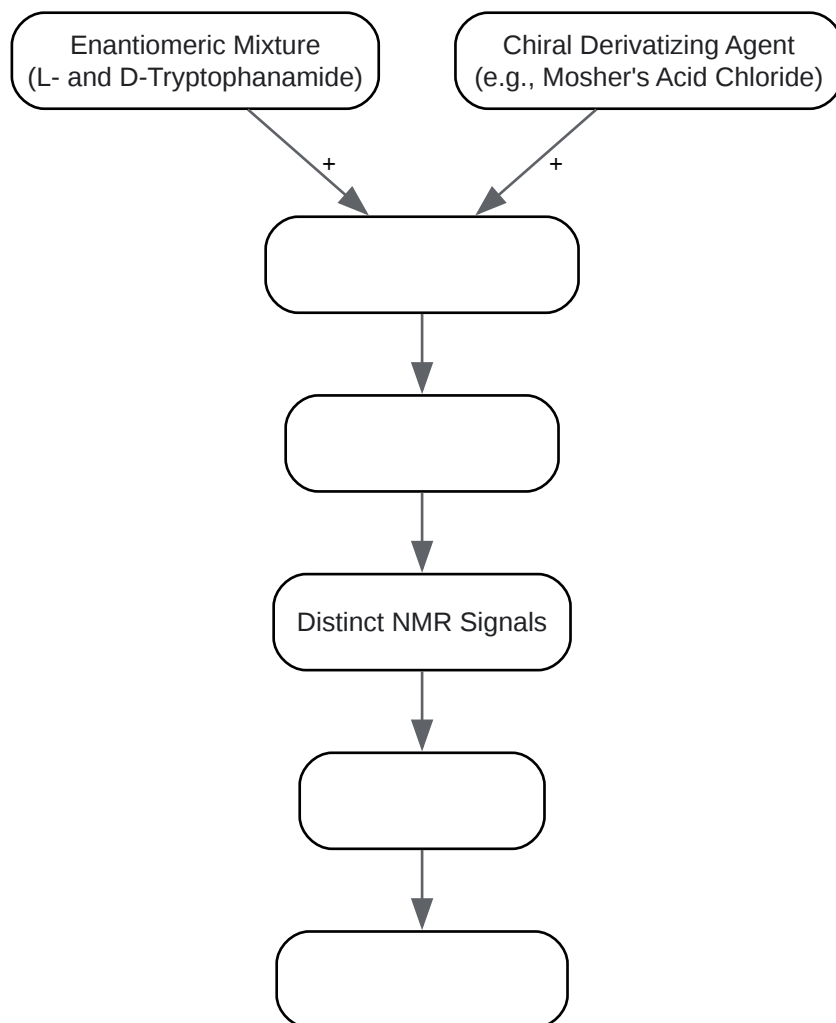 Enantiomeric Mixture
(L- and D-Tryptophanamide)
Chiral Derivatizing Agent
(e.g., Mosher's Acid Chloride)
+
+
Distinct NMR Signals